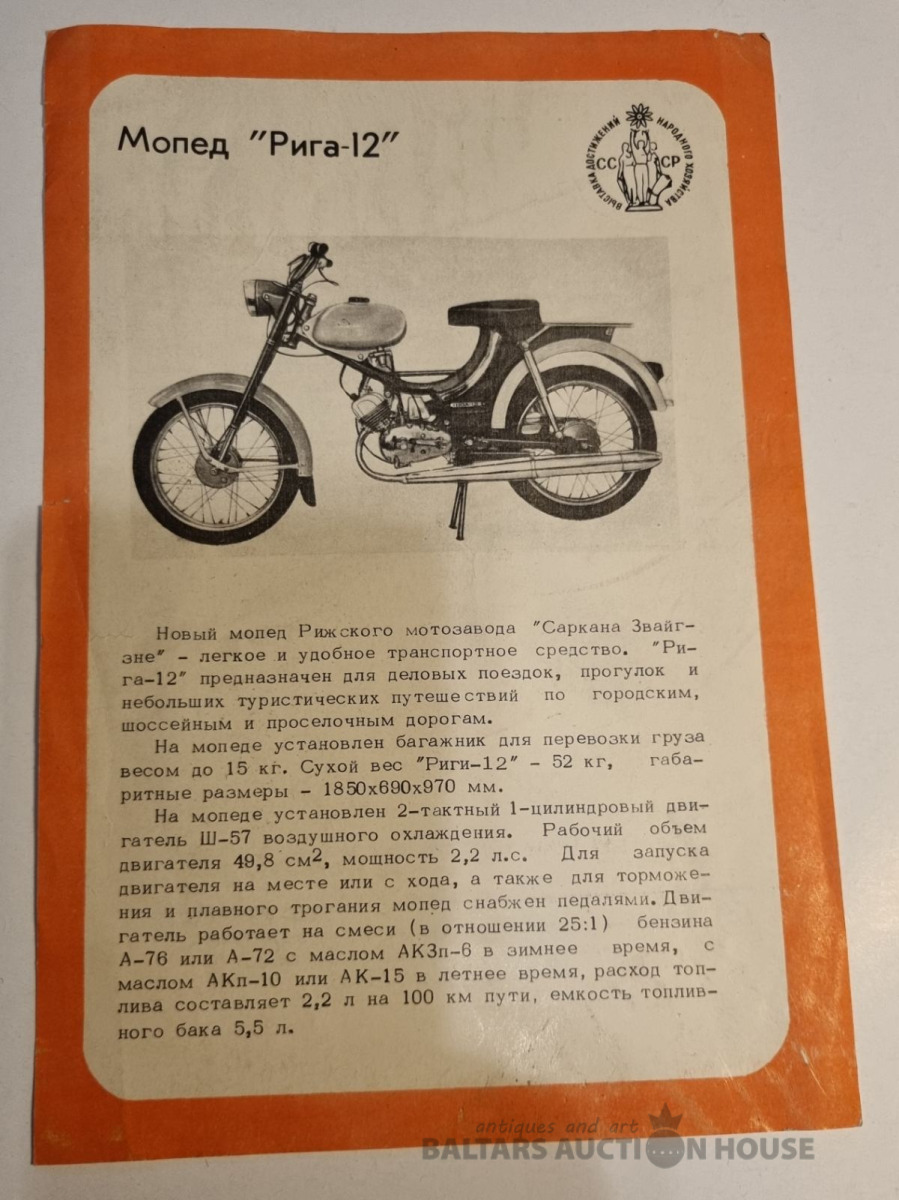 Мопед "Рига-12"
ВЫСТАВКА ДОСТИЖЕНИЙ НАРОДНОГО ХОЗЯЙСТВА
СС СР
Новый мопед Рижского мотозавода "Саркана Звайг-
зне" - легкое и удобное транспортное средство. "Ри-
га-12" предназначен для деловых поездок, прогулок и
небольших туристических путешествий по городским,
шоссейным и проселочным дорогам.
На мопеде установлен багажник для перевозки груза
весом до 15 кг. Сухой вес "Риги-12" - 52 кг, габа-
ритные размеры - 1850х690х970 мм.
На мопеде установлен 2-тактный 1-цилиндровый дви-
гатель Ш-57 воздушного охлаждения. Рабочий объем
двигателя 49,8 см², мощность 2,2 л.с. Для запуска
двигателя на месте или с хода, а также для торможе-
ния и плавного трогания мопед снабжен педалями. Дви-
гатель работает на смеси (в отношении 25:1) бензина
А-76 или А-72 с маслом АКЗп-6 в зимнее время, с
маслом АКп-10 или АК-15 в летнее время, расход топ-
лива составляет 2,2 л на 100 км пути, емкость топлив-
ного бака 5,5 л.
antiques and art
BALTARS AUCTION HOUSE